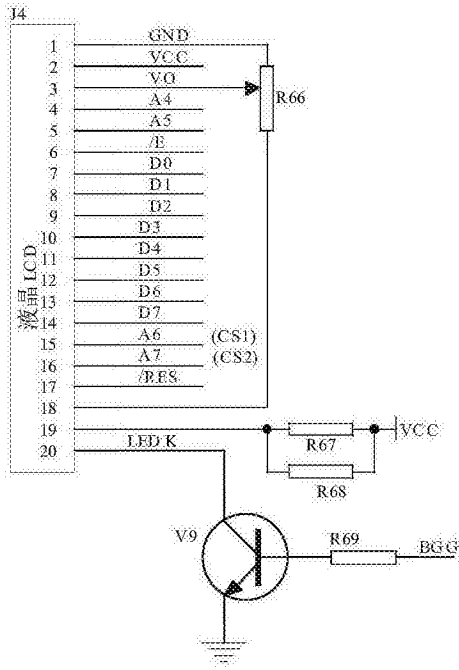 J4
1 GND
2 VCC
3 VO
R66
4 A4
5 A5
6 /E
7 D0
8 D1
9 D2
10 D3
11 D4
12 D5
13 D6
14 D7
15 A6 (CS1)
16 A7 (CS2)
17 /RES
18
19
20 LED K
液晶LCD
R67
VCC
R68
V9
R69
BGG